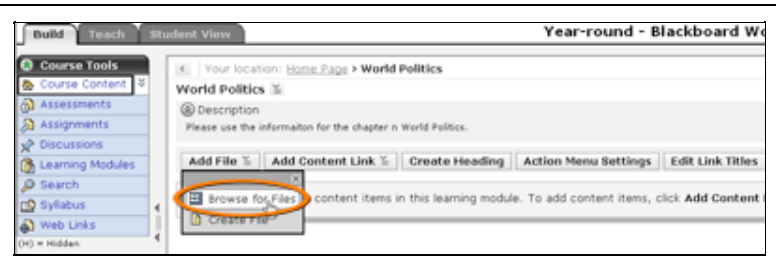 Build Teach Student View Year-round - Blackboard Wo
Course Tools
Course Content
Assessments
Assignments
Discussions
Learning Modules
Search
Syllabus
Web Links
(H) = Hidden
Your location: Home Page › World Politics
World Politics
Description
Please use the informaiton for the chapter n World Politics.
Add File Add Content Link Create Heading Action Menu Settings Edit Link Titles
Browse for Files content items in this learning module. To add content items, click Add Content
Create File